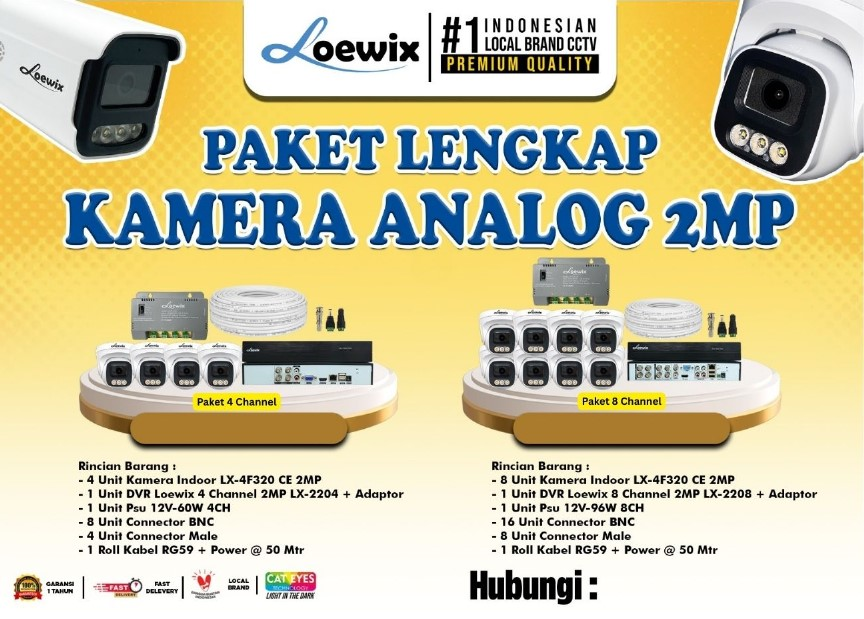 Loewix
Loewix
#1 INDONESIAN
LOCAL BRAND CCTV
PREMIUM QUALITY
PAKET LENGKAP
KAMERA ANALOG 2MP
Paket 4 Channel
Rincian Barang :
- 4 Unit Kamera Indoor LX-4F320 CE 2MP
- 1 Unit DVR Loewix 4 Channel 2MP LX-2204 + Adaptor
- 1 Unit Psu 12V-60W 4CH
- 8 Unit Connector BNC
- 4 Unit Connector Male
- 1 Roll Kabel RG59 + Power @ 50 Mtr
Paket 8 Channel
Rincian Barang :
- 8 Unit Kamera Indoor LX-4F320 CE 2MP
- 1 Unit DVR Loewix 8 Channel 2MP LX-2208 + Adaptor
- 1 Unit Psu 12V-96W 8CH
- 16 Unit Connector BNC
- 8 Unit Connector Male
- 1 Roll Kabel RG59 + Power @ 50 Mtr
100%
GARANSI
1 TAHUN
FAST
DELIVERY
FAST
DELEVERY
LOCAL
BRAND
CAT EYES
TECHNOLOGY
LIGHT IN THE DARK
Hubungi :